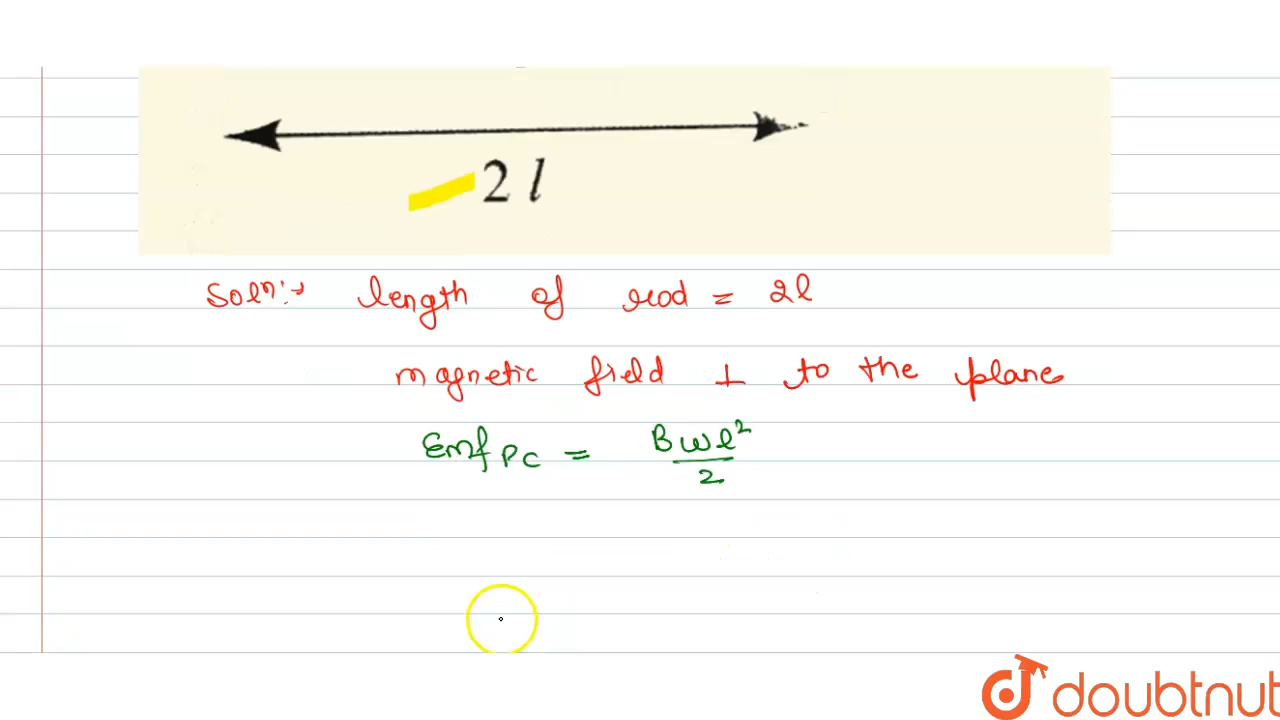 2 l
Soln:→ length of rod = 2l
magnetic field ⊥ to the plane
Emf PC = Bωl²/2
doubtnut